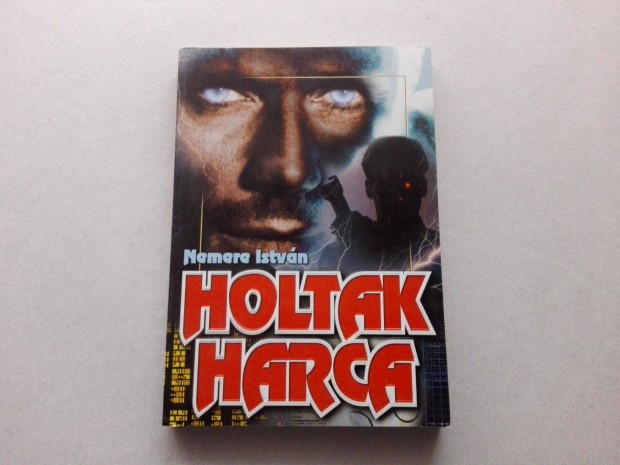 Nemere István
HOLTAK
HARCA